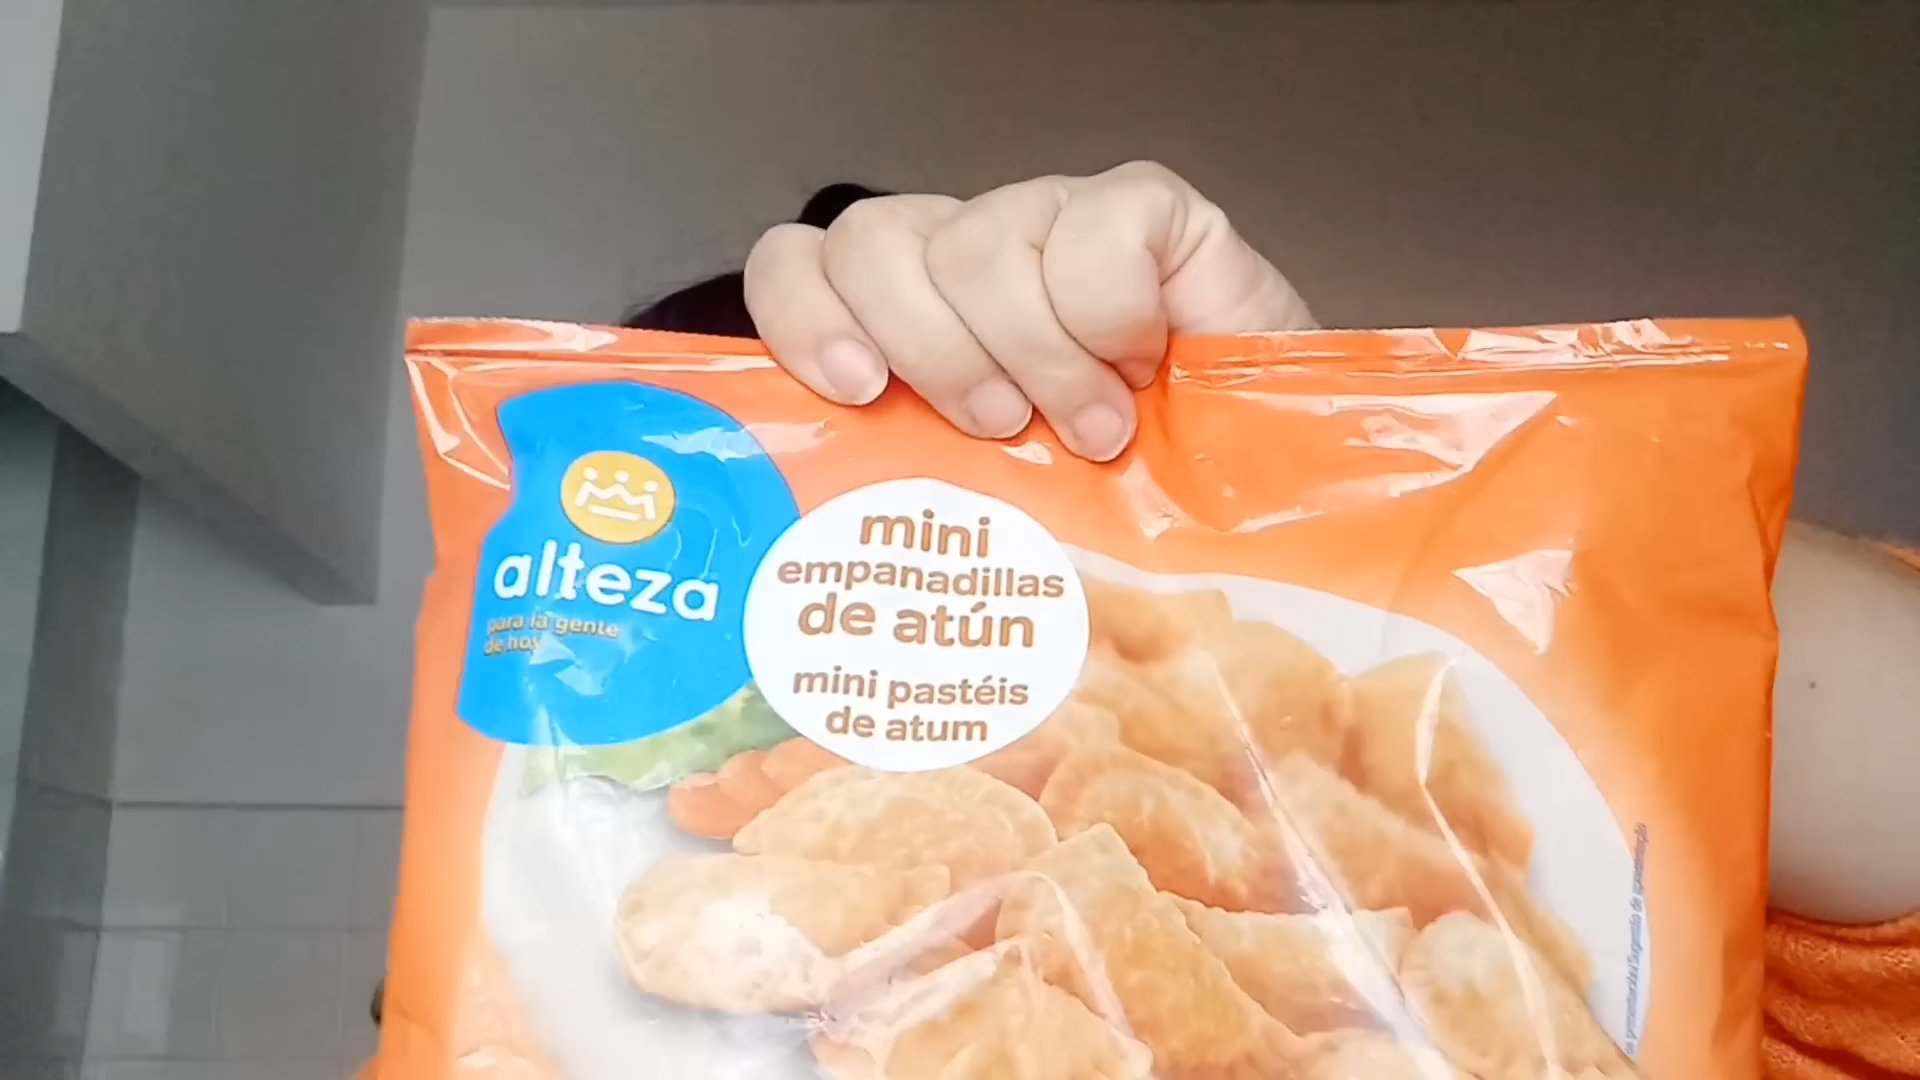 alteza
para la gente
de hoy
mini
empanadillas
de atún
mini pastéis
de atum